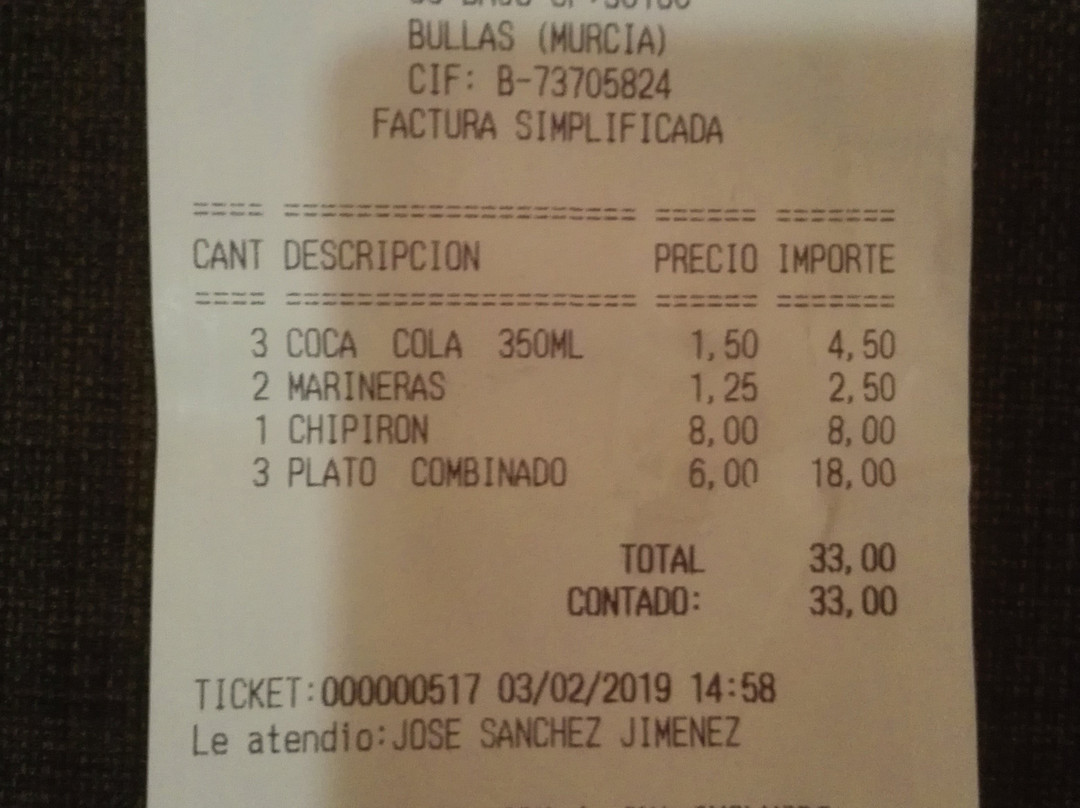 BULLAS (MURCIA)
CIF: B-73705824
FACTURA SIMPLIFICADA
==== ==================== ====== =======
CANT DESCRIPCION PRECIO IMPORTE
==== ==================== ====== =======
3 COCA COLA 350ML 1,50 4,50
2 MARINERAS 1,25 2,50
1 CHIPIRON 8,00 8,00
3 PLATO COMBINADO 6,00 18,00
TOTAL 33,00
CONTADO: 33,00
TICKET:000000517 03/02/2019 14:58
Le atendio:JOSE SANCHEZ JIMENEZ